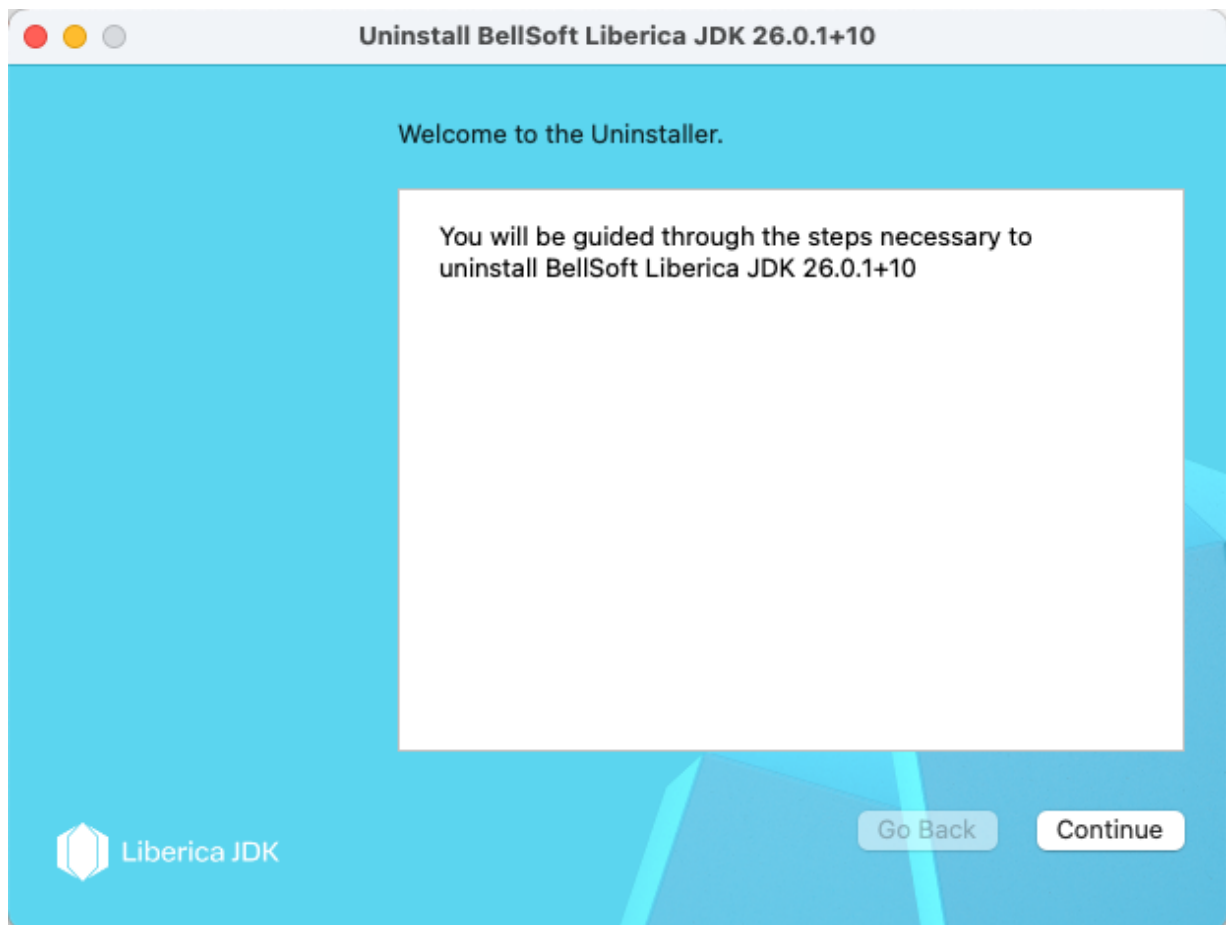 Uninstall BellSoft Liberica JDK 26.0.1+10
Welcome to the Uninstaller.
You will be guided through the steps necessary to
uninstall BellSoft Liberica JDK 26.0.1+10
Go Back
Continue
Liberica JDK